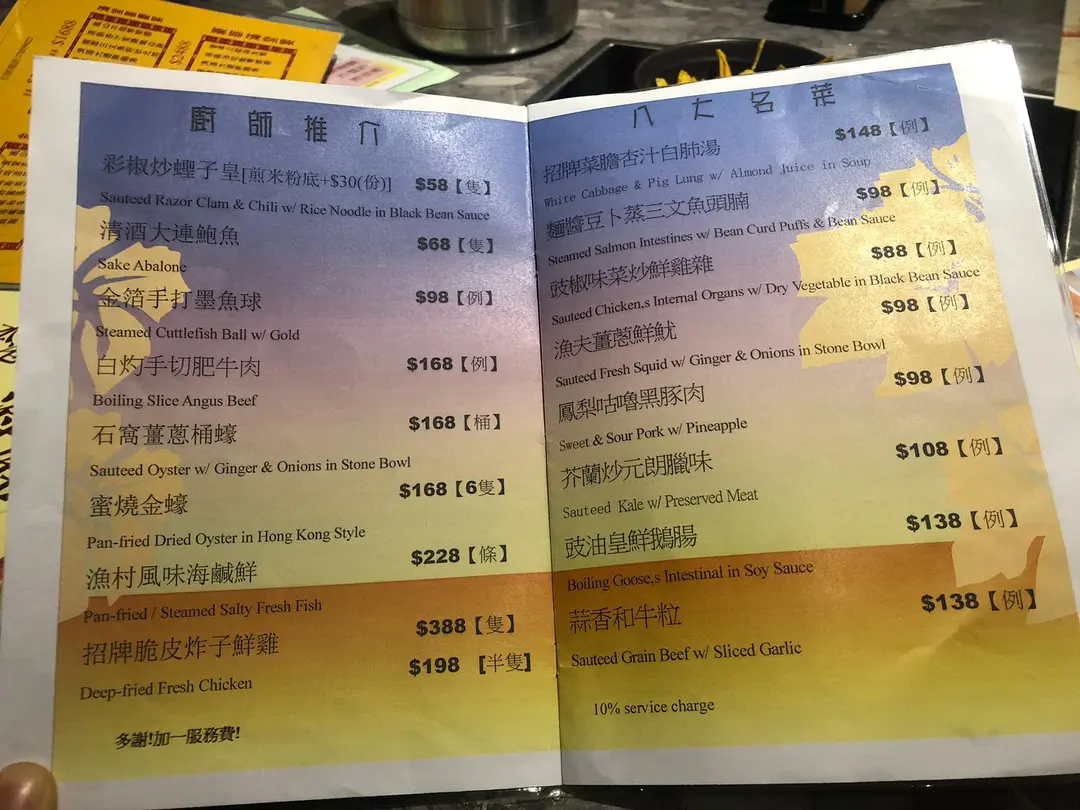 $1688
$2488
廚師推介
彩椒炒蟶子皇[煎米粉底+$30(份)] $58【隻】
Sauteed Razor Clam & Chili w/ Rice Noodle in Black Bean Sauce
清酒大連鮑魚 $68【隻】
Sake Abalone
金箔手打墨魚球 $98【例】
Steamed Cuttlefish Ball w/ Gold
白灼手切肥牛肉 $168【例】
Boiling Slice Angus Beef
石窩薑蔥桶蠔 $168【桶】
Sauteed Oyster w/ Ginger & Onions in Stone Bowl
蜜燒金蠔 $168【6隻】
Pan-fried Dried Oyster in Hong Kong Style
漁村風味海鹹鮮 $228【條】
Pan-fried / Steamed Salty Fresh Fish
招牌脆皮炸子鮮雞 $388【隻】
$198 [半隻]
Deep-fried Fresh Chicken
多謝!加一服務費!
八大名菜
招牌菜膽杏汁白肺湯 $148【例】
White Cabbage & Pig Lung w/ Almond Juice in Soup
麵醬豆卜蒸三文魚頭腩 $98【例】
Steamed Salmon Intestines w/ Bean Curd Puffs & Bean Sauce
豉椒味菜炒鮮雞雜 $88【例】
Sauteed Chicken,s Internal Organs w/ Dry Vegetable in Black Bean Sauce
漁夫薑蔥鮮魷 $98【例】
Sauteed Fresh Squid w/ Ginger & Onions in Stone Bowl
鳳梨咕嚕黑豚肉 $98【例】
Sweet & Sour Pork w/ Pineapple
芥蘭炒元朗臘味 $108【例】
Sauteed Kale w/ Preserved Meat
豉油皇鮮鵝腸 $138【例】
Boiling Goose,s Intestinal in Soy Sauce
蒜香和牛粒 $138【例】
Sauteed Grain Beef w/ Sliced Garlic
10% service charge